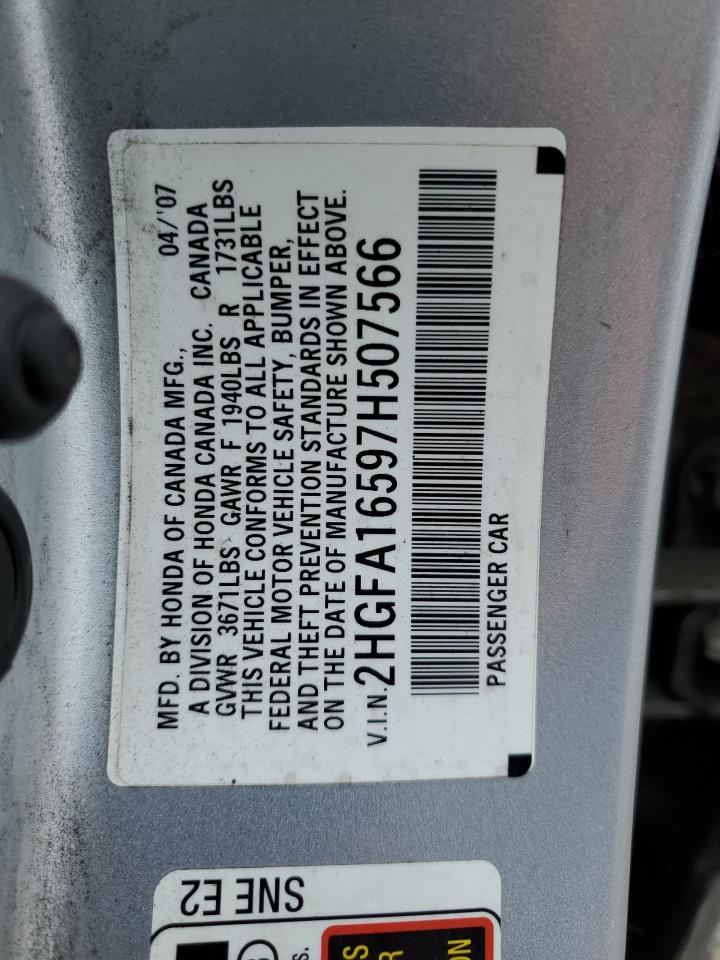 MFD. BY HONDA OF CANADA MFG., 04/'07
A DIVISION OF HONDA CANADA INC. CANADA
GVWR 3671LBS GAWR F 1940LBS R 1731LBS
THIS VEHICLE CONFORMS TO ALL APPLICABLE
FEDERAL MOTOR VEHICLE SAFETY, BUMPER,
AND THEFT PREVENTION STANDARDS IN EFFECT
ON THE DATE OF MANUFACTURE SHOWN ABOVE.
V.I.N. 2HGFA16597H507566
PASSENGER CAR
SNE E2